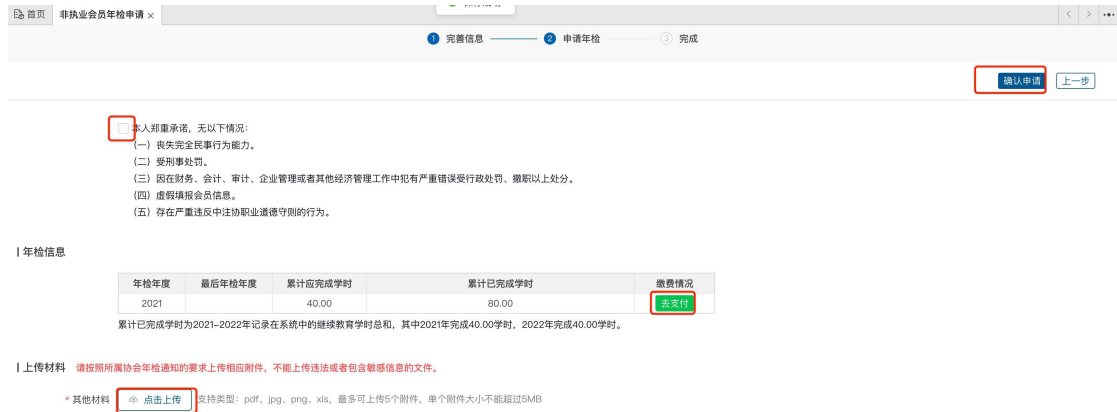 首页 非执业会员年检申请 ×
1 完善信息 2 申请年检 3 完成
确认申请 上一步
本人郑重承诺，无以下情况：
（一）丧失完全民事行为能力。
（二）受刑事处罚。
（三）因在财务、会计、审计、企业管理或者其他经济管理工作中犯有严重错误受行政处罚、撤职以上处分。
（四）虚假填报会员信息。
（五）存在严重违反中注协职业道德守则的行为。
年检信息
年检年度 最后年检年度 累计应完成学时 累计已完成学时 缴费情况
2021 40.00 80.00 去支付
累计已完成学时为2021-2022年记录在系统中的继续教育学时总和，其中2021年完成40.00学时，2022年完成40.00学时。
上传材料 请按照所属协会年检通知的要求上传相应附件，不能上传违法或者包含敏感信息的文件。
* 其他材料 点击上传 支持类型：pdf、jpg、png、xls，最多可上传5个附件，单个附件大小不能超过5MB